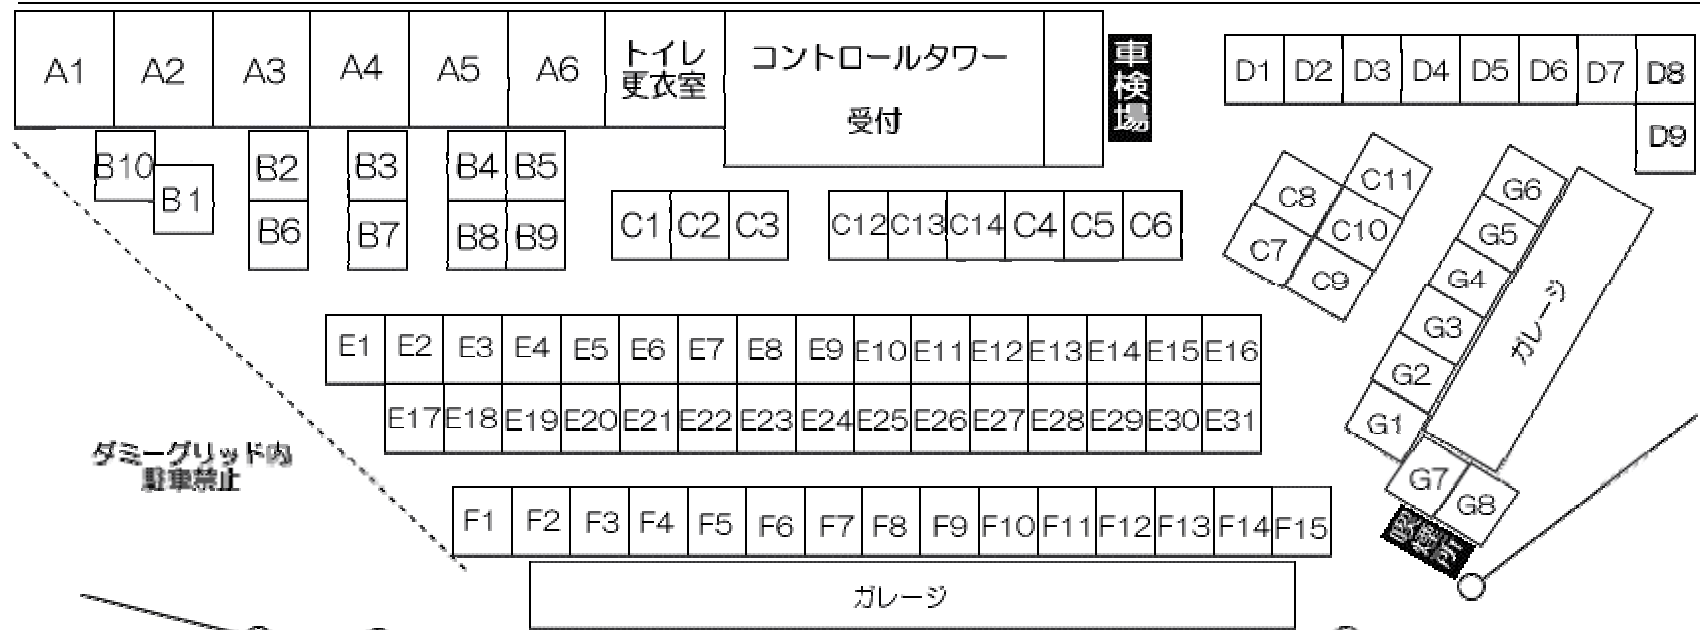 A1 A2 A3 A4 A5 A6
トイレ
更衣室
コントロールタワー
受付
車検場
D1 D2 D3 D4 D5 D6 D7 D8
D9
B10 B2 B3 B4 B5
B1
B6 B7 B8 B9
C1 C2 C3
C12 C13 C14 C4 C5 C6
C8 C11
C7 C10
C9
G6
G5
G4
G3
G2
G1
ガレージ
G7 G8
E1 E2 E3 E4 E5 E6 E7 E8 E9 E10 E11 E12 E13 E14 E15 E16
E17 E18 E19 E20 E21 E22 E23 E24 E25 E26 E27 E28 E29 E30 E31
ダミーグリッド内
駐車禁止
F1 F2 F3 F4 F5 F6 F7 F8 F9 F10 F11 F12 F13 F14 F15
ガレージ